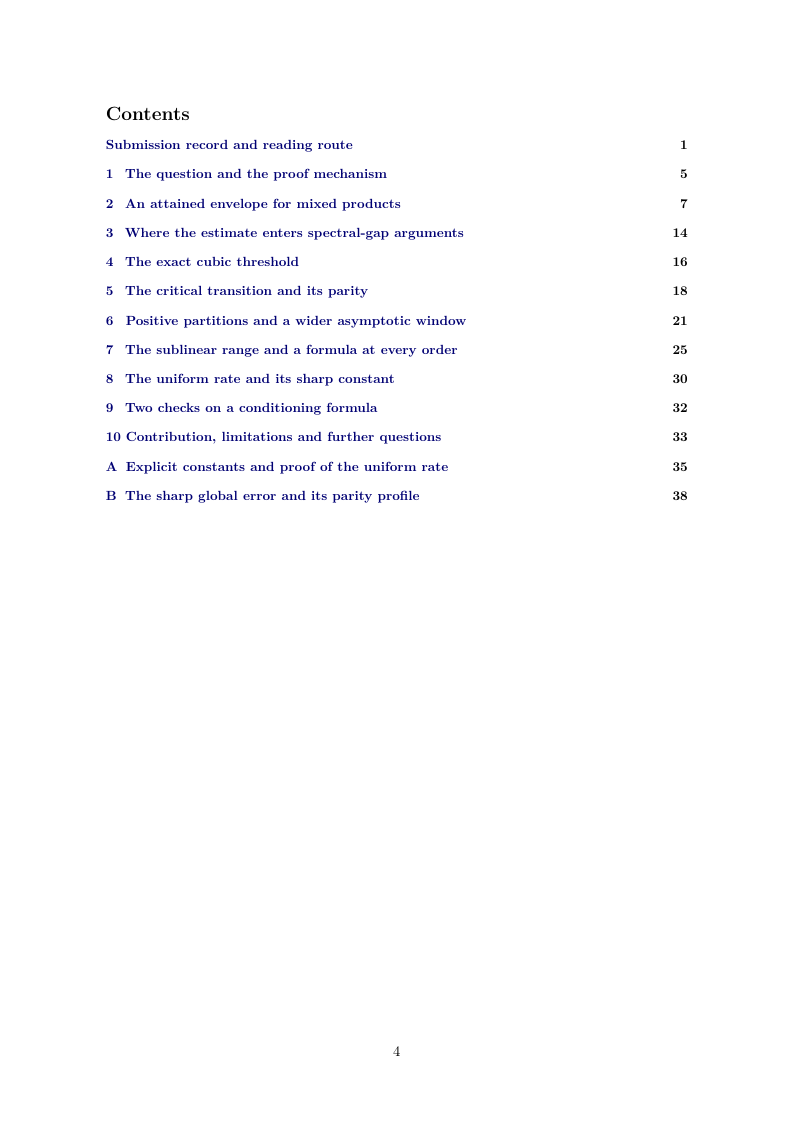 Contents
Submission record and reading route 1
1 The question and the proof mechanism 5
2 An attained envelope for mixed products 7
3 Where the estimate enters spectral-gap arguments 14
4 The exact cubic threshold 16
5 The critical transition and its parity 18
6 Positive partitions and a wider asymptotic window 21
7 The sublinear range and a formula at every order 25
8 The uniform rate and its sharp constant 30
9 Two checks on a conditioning formula 32
10 Contribution, limitations and further questions 33
A Explicit constants and proof of the uniform rate 35
B The sharp global error and its parity profile 38
4